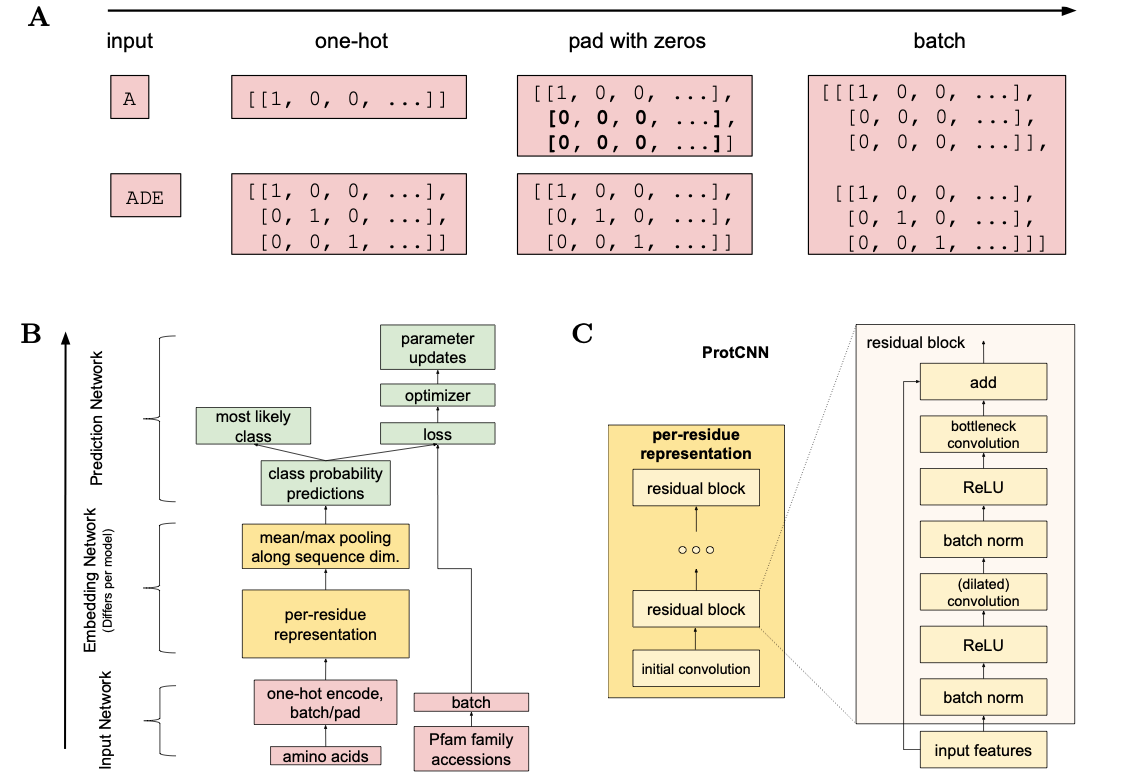 A
input
one-hot
pad with zeros
batch
A
[[1, 0, 0, ...]]
[[1, 0, 0, ...],
[0, 0, 0, ...],
[0, 0, 0, ...]]
[[[1, 0, 0, ...],
[0, 0, 0, ...],
[0, 0, 0, ...]],
ADE
[[1, 0, 0, ...],
[0, 1, 0, ...],
[0, 0, 1, ...]]
[[1, 0, 0, ...],
[0, 1, 0, ...],
[0, 0, 1, ...]]
[[1, 0, 0, ...],
[0, 1, 0, ...],
[0, 0, 1, ...]]]
B
Prediction Network
Embedding Network
(Differs per model)
Input Network
parameter
updates
optimizer
loss
most likely
class
class probability
predictions
mean/max pooling
along sequence dim.
per-residue
representation
one-hot encode,
batch/pad
amino acids
batch
Pfam family
accessions
C
ProtCNN
per-residue
representation
residual block
residual block
initial convolution
residual block
add
bottleneck
convolution
ReLU
batch norm
(dilated)
convolution
ReLU
batch norm
input features